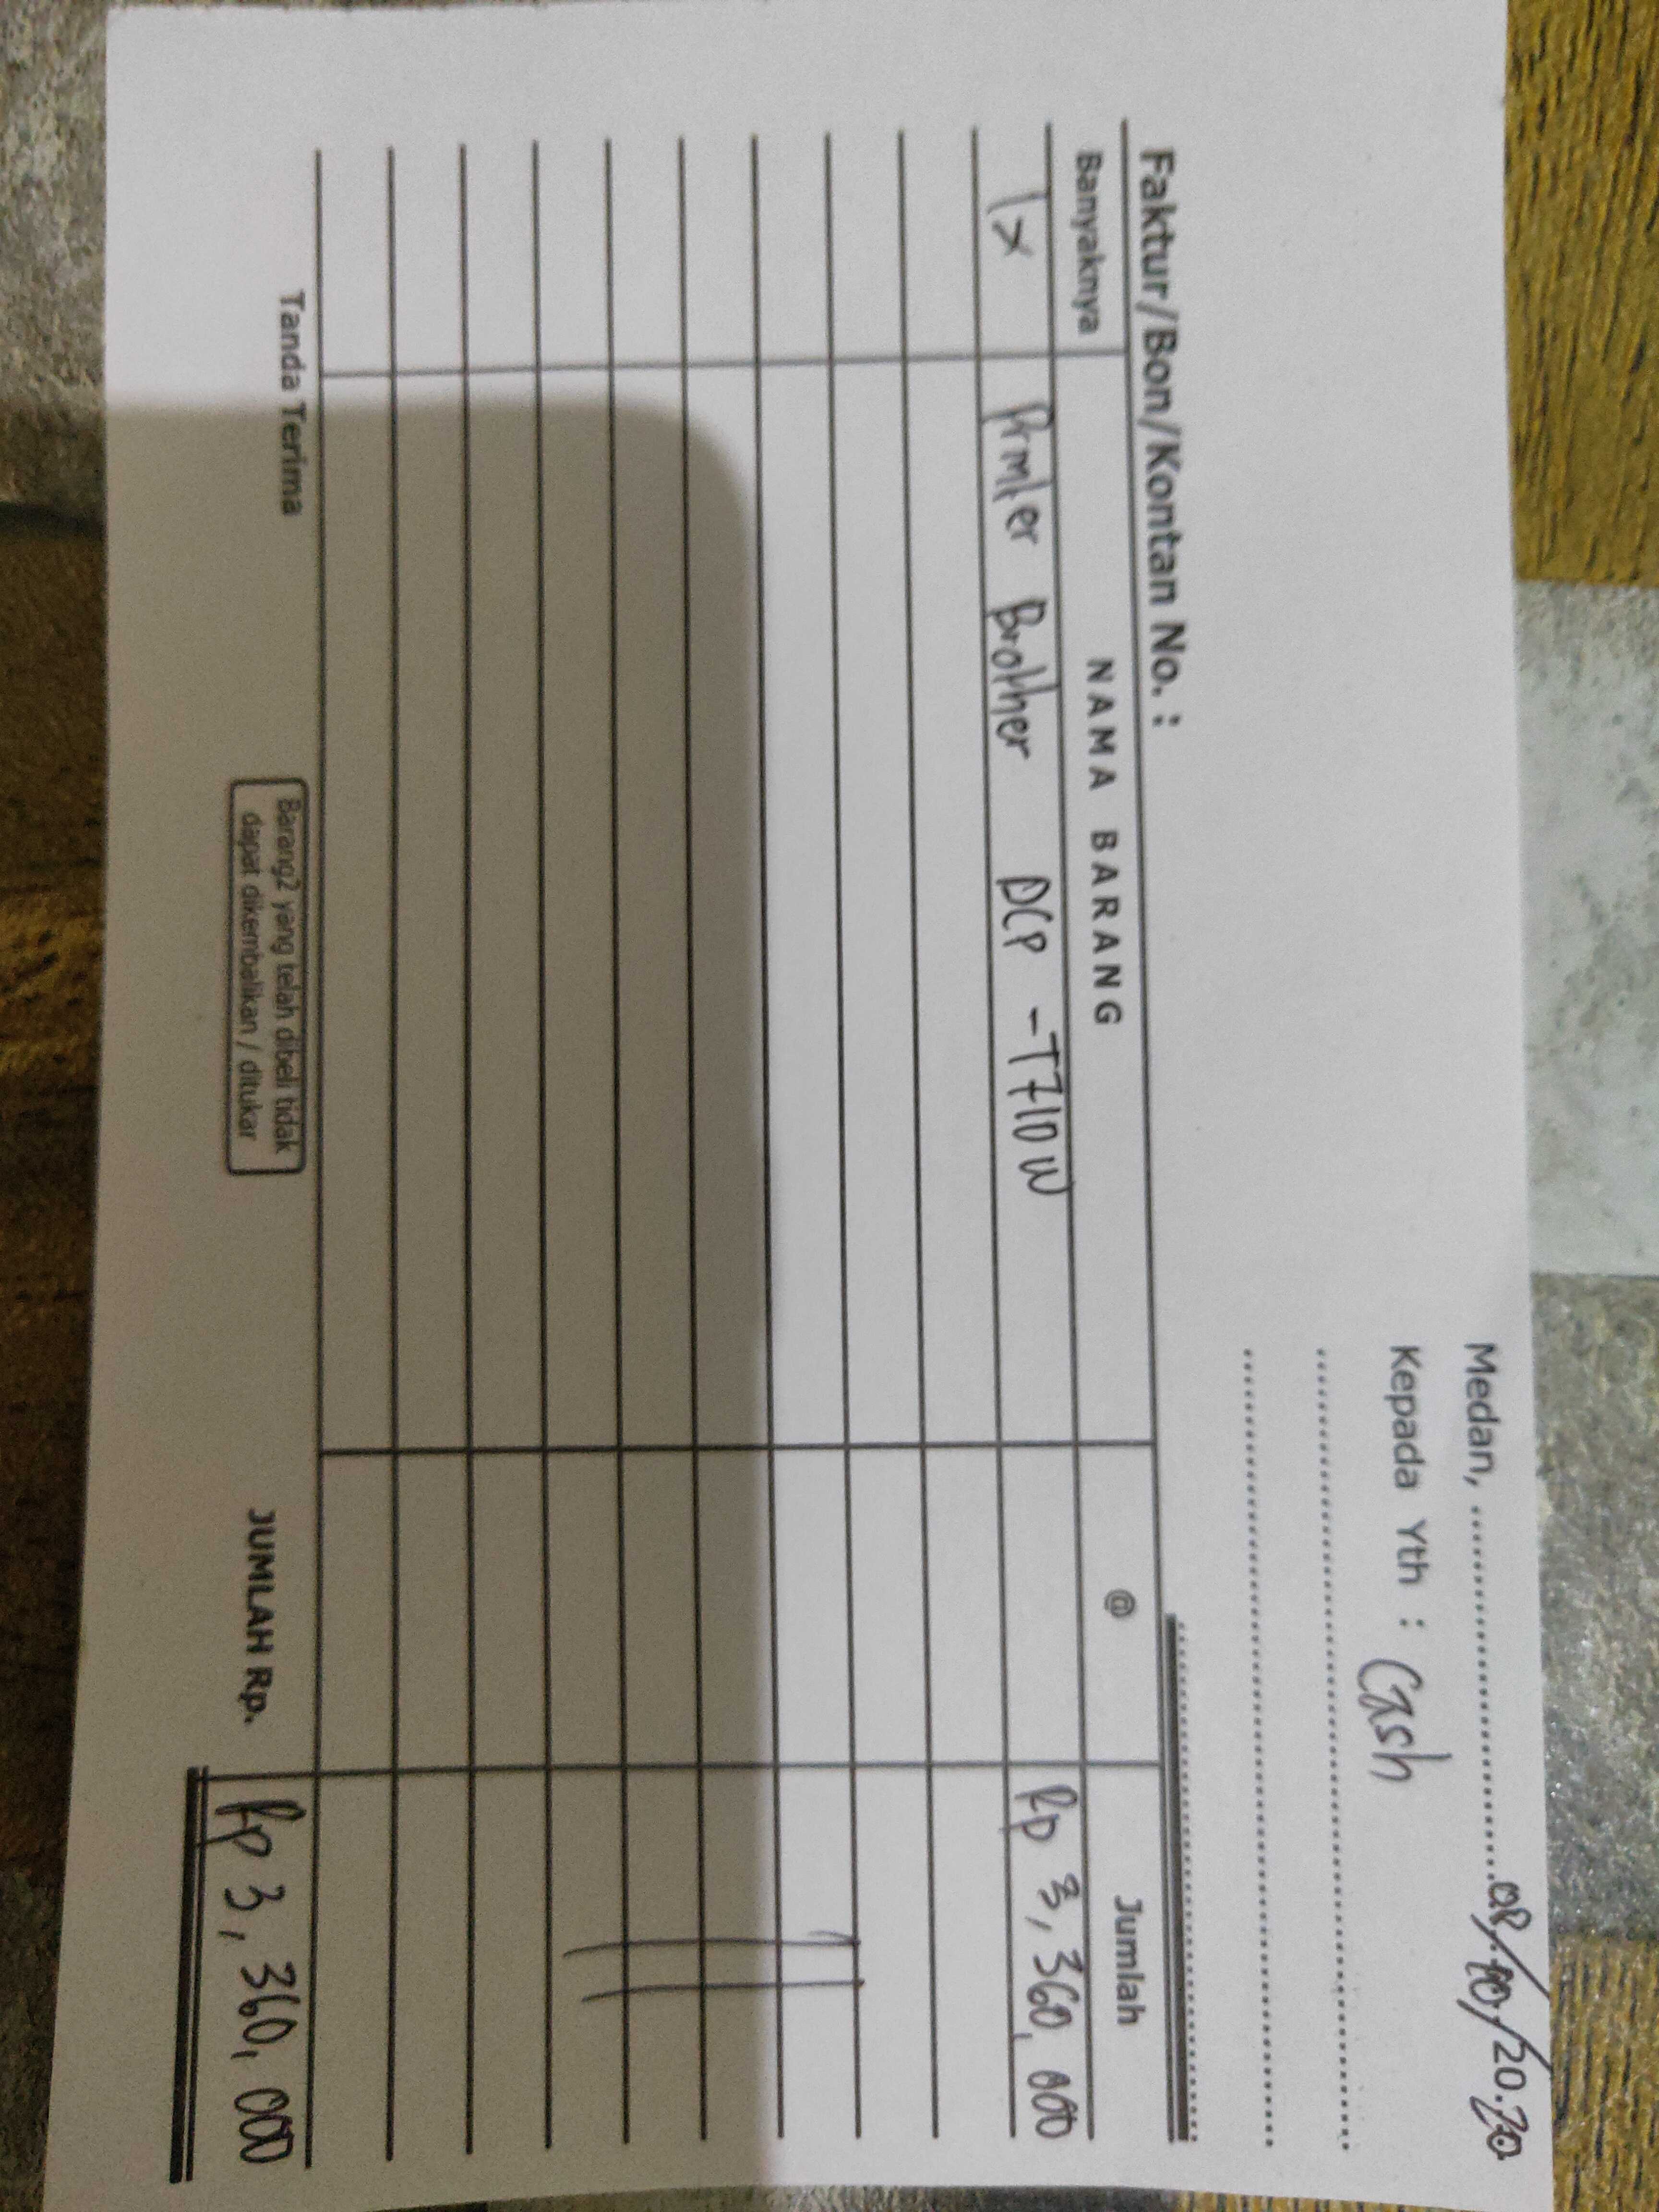 Medan, 08/10/2020
Kepada Yth : Cash
Faktur/Bon/Kontan No. :
Banyaknya NAMA BARANG @ Jumlah
1x Printer Brother DCP -T710W Rp 3,360,000
Tanda Terima
Barang2 yang telah dibeli tidak
dapat dikembalikan / ditukar
JUMLAH Rp. Rp 3,360,000